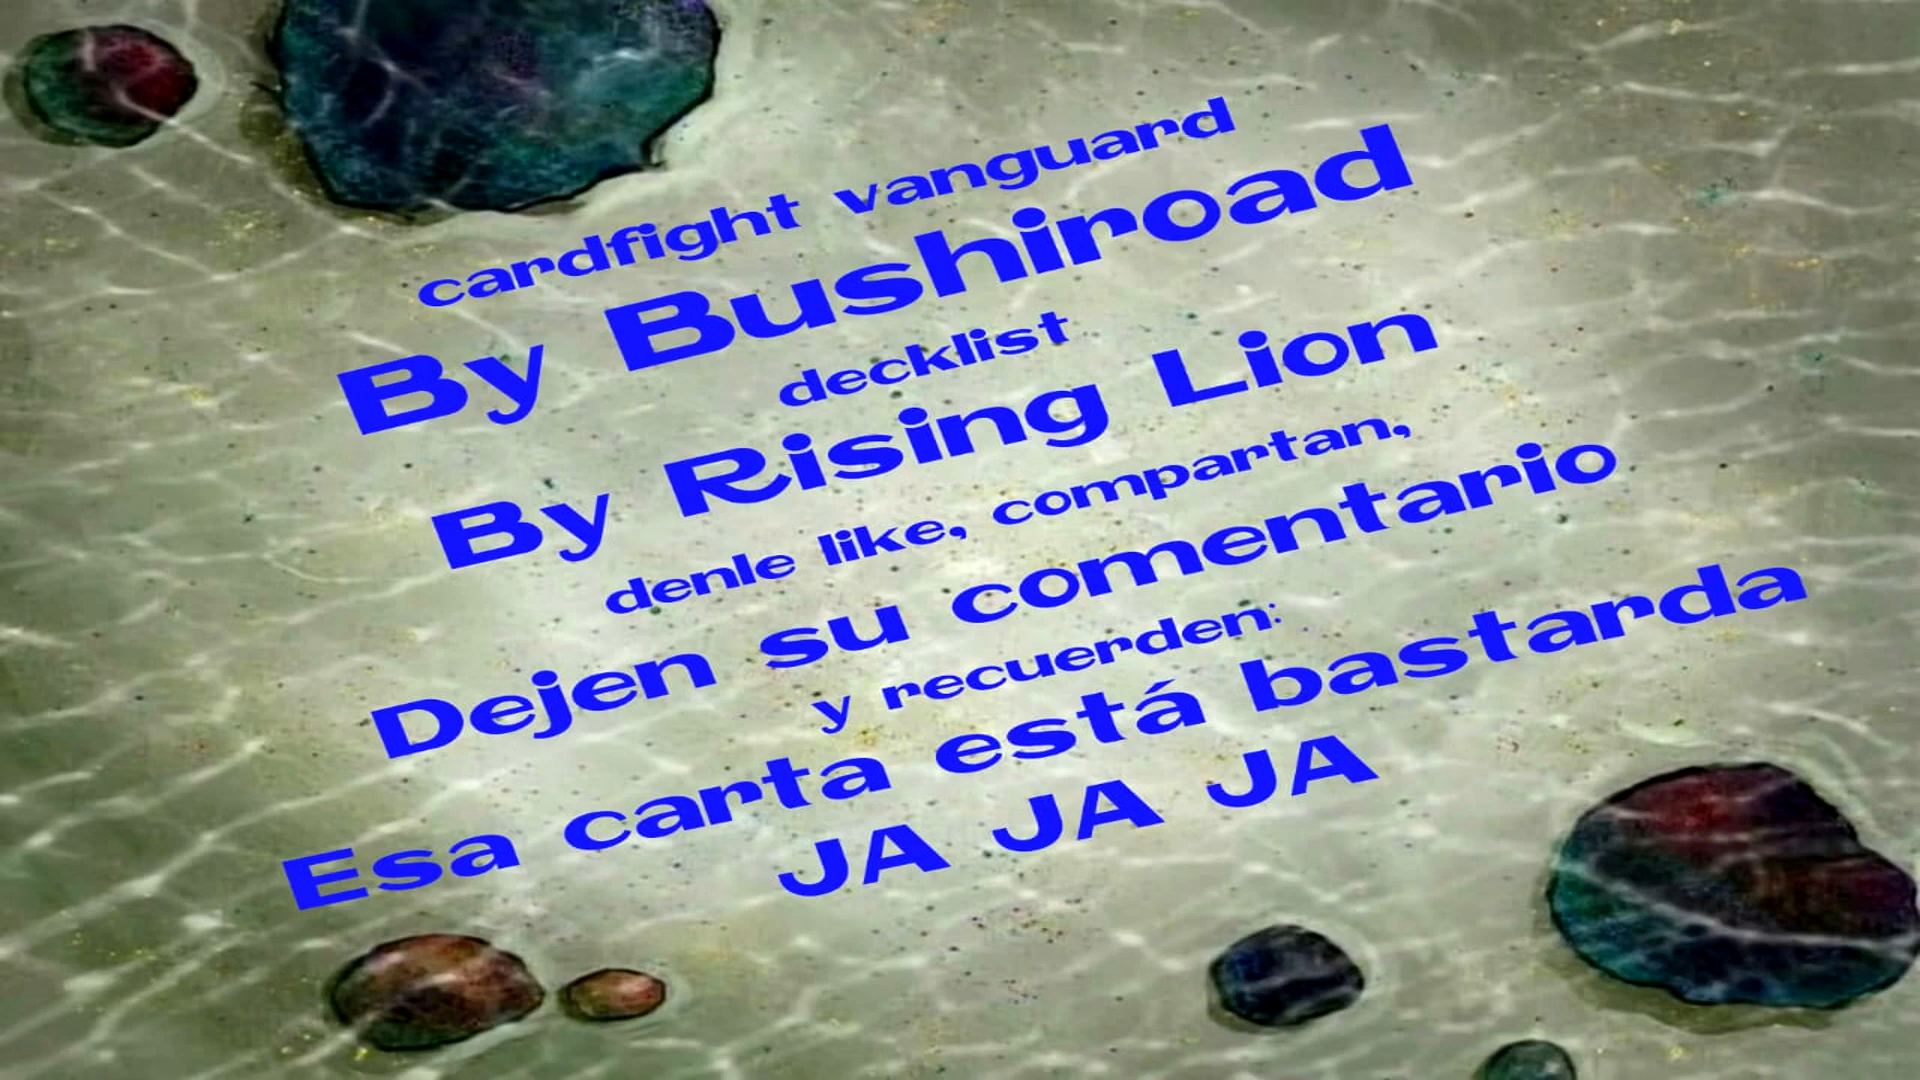 cardfight vanguard
By Bushiroad
decklist
By Rising Lion
denle like, compartan,
Dejen su comentario
y recuerden:
Esa carta está bastarda
JA JA JA